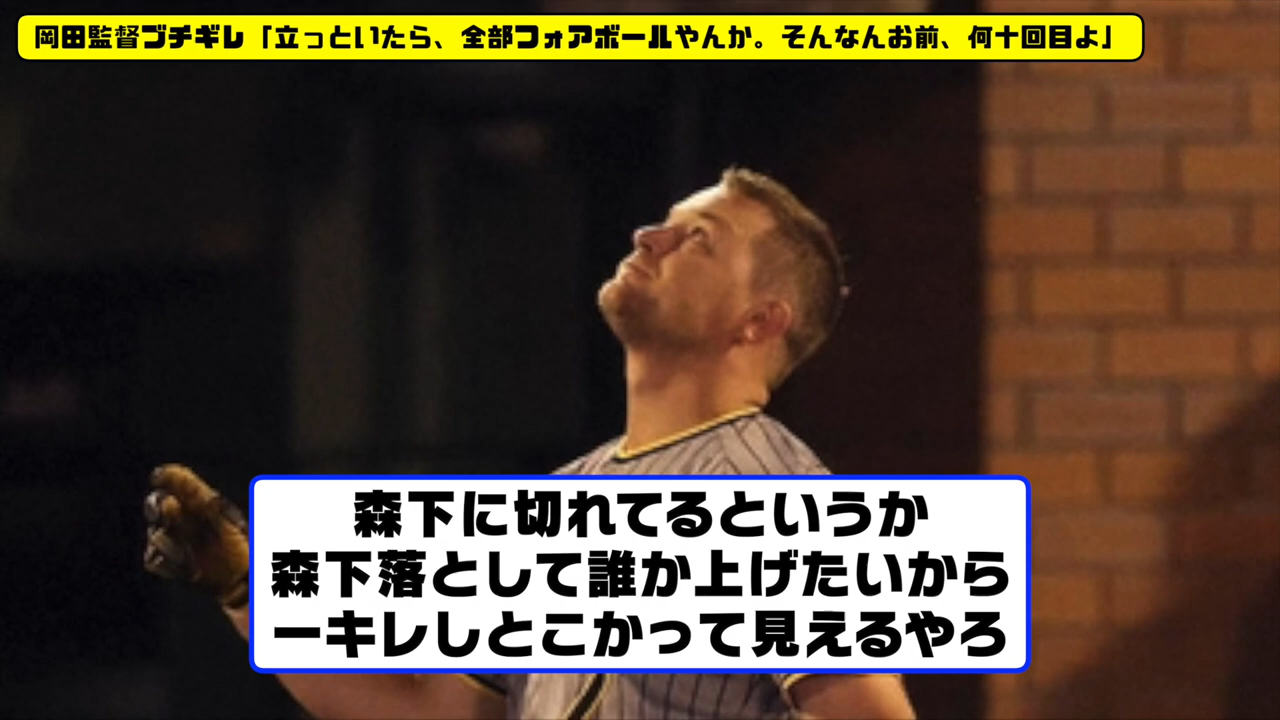 岡田監督ブチギレ「立っといたら、全部フォアボールやんか。そんなんお前、何十回目よ」
森下に切れてるというか
森下落として誰か上げたいから
一キレしとこかって見えるやろ